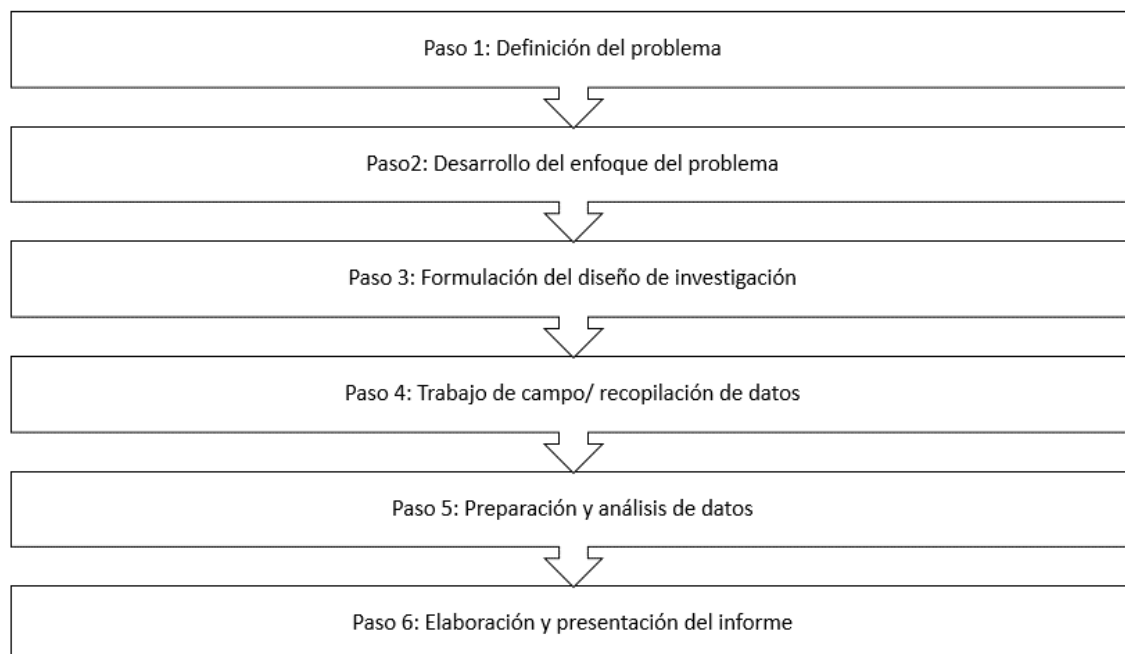 Paso 1: Definición del problema
Paso2: Desarrollo del enfoque del problema
Paso 3: Formulación del diseño de investigación
Paso 4: Trabajo de campo/ recopilación de datos
Paso 5: Preparación y análisis de datos
Paso 6: Elaboración y presentación del informe